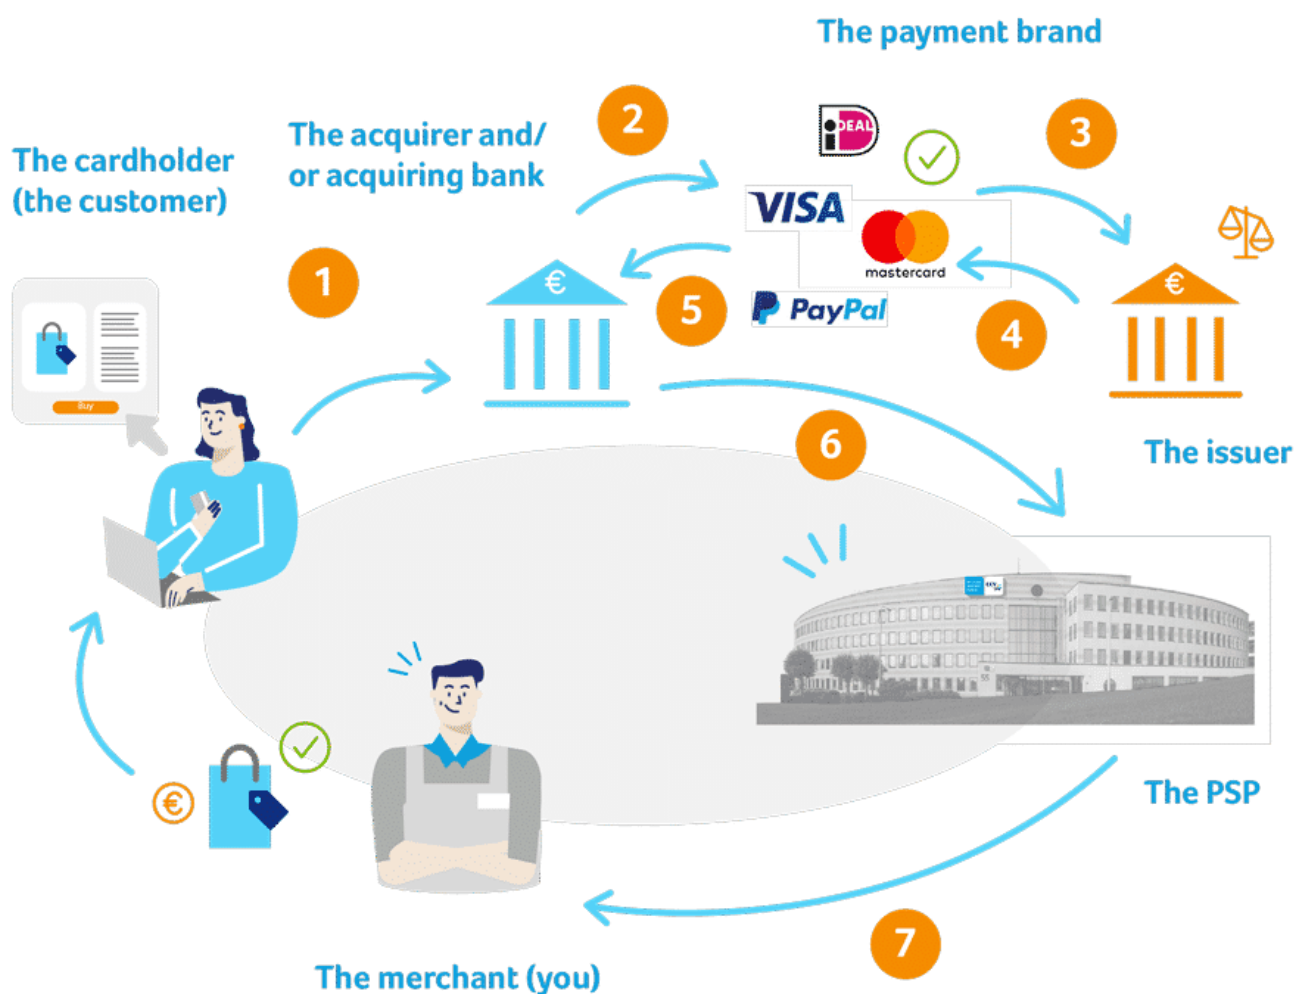 The payment brand
The acquirer and/
or acquiring bank
The cardholder
(the customer)
1
2
3
iDEAL
VISA
mastercard
PayPal
€
€
4
5
Buy
6
The issuer
55
€
The PSP
7
The merchant (you)